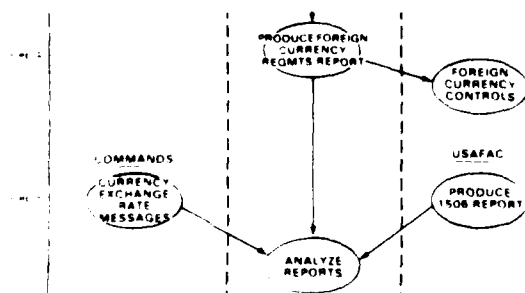 PRODUCE FOREIGN
CURRENCY
REQMTS REPORT
FOREIGN
CURRENCY
CONTROLS
COMMANDS
CURRENCY
EXCHANGE
RATE
MESSAGES
USAFAC
PRODUCE
1506 REPORT
ANALYZE
REPORTS